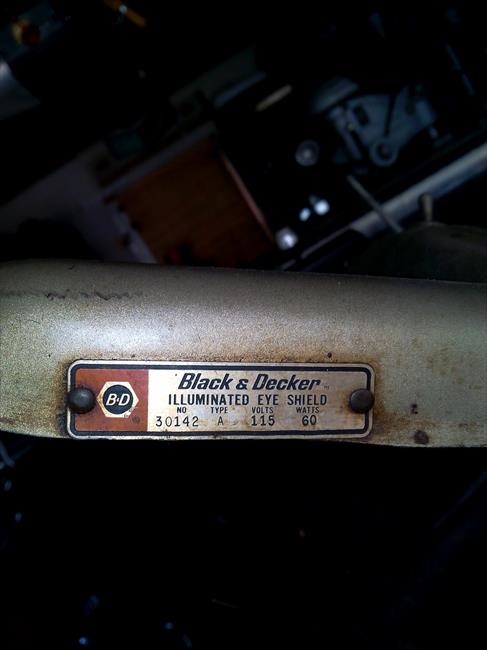 B&D
Black & Decker
ILLUMINATED EYE SHIELD
NO TYPE VOLTS WATTS
30142 A 115 60